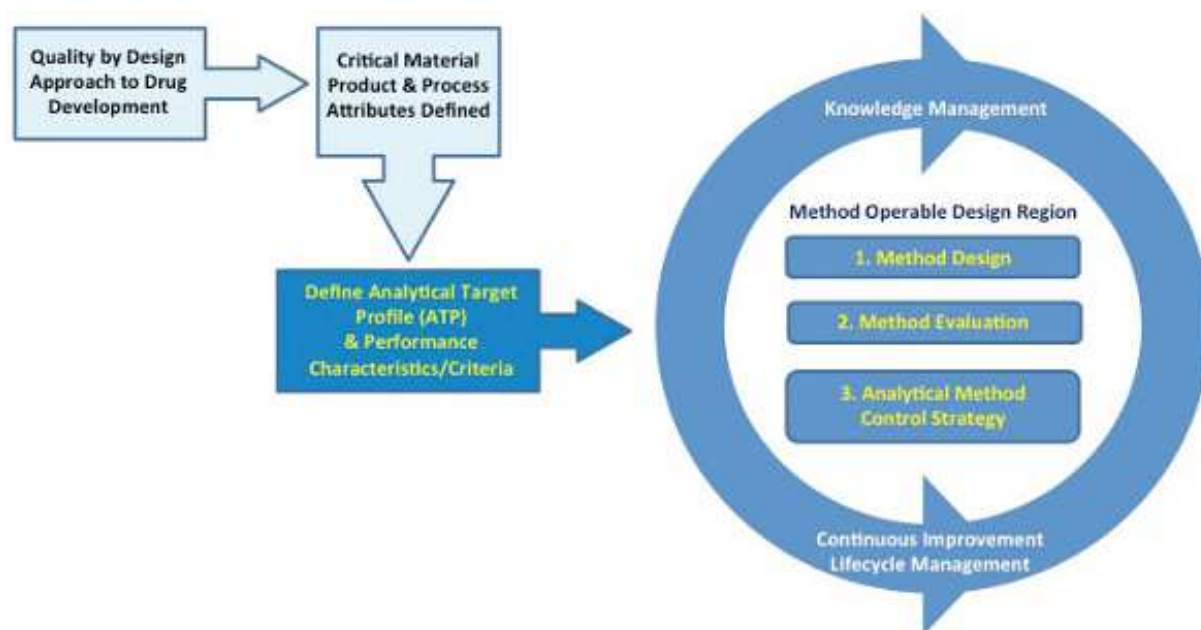 Quality by Design
Approach to Drug
Development
Critical Material
Product & Process
Attributes Defined
Define Analytical Target
Profile (ATP)
& Performance
Characteristics/Criteria
Knowledge Management
Method Operable Design Region
1. Method Design
2. Method Evaluation
3. Analytical Method
Control Strategy
Continuous Improvement
Lifecycle Management